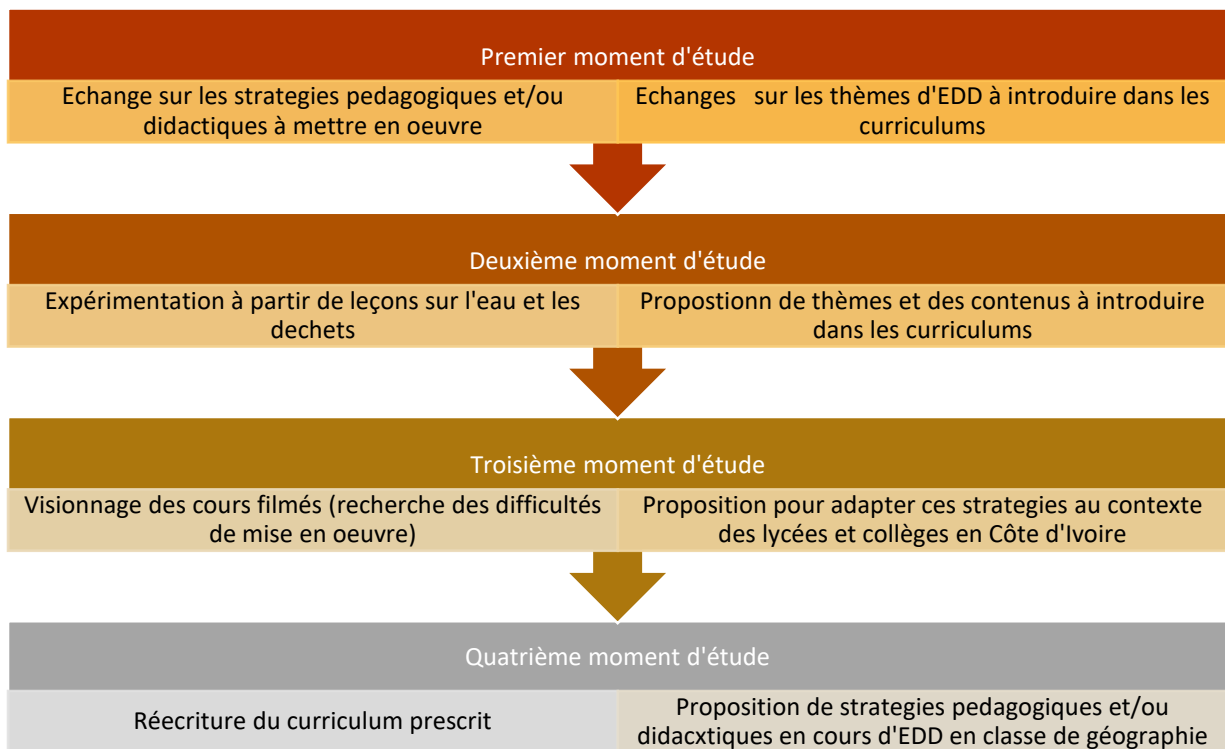 Premier moment d'étude
Echange sur les strategies pedagogiques et/ou
didactiques à mettre en oeuvre
Echanges sur les thèmes d'EDD à introduire dans les
curriculums
Deuxième moment d'étude
Expérimentation à partir de leçons sur l'eau et les
dechets
Propostionn de thèmes et des contenus à introduire
dans les curriculums
Troisième moment d'étude
Visionnage des cours filmés (recherche des difficultés
de mise en oeuvre)
Proposition pour adapter ces strategies au contexte
des lycées et collèges en Côte d'Ivoire
Quatrième moment d'étude
Réecriture du curriculum prescrit
Proposition de strategies pedagogiques et/ou
didacxtiques en cours d'EDD en classe de géographie